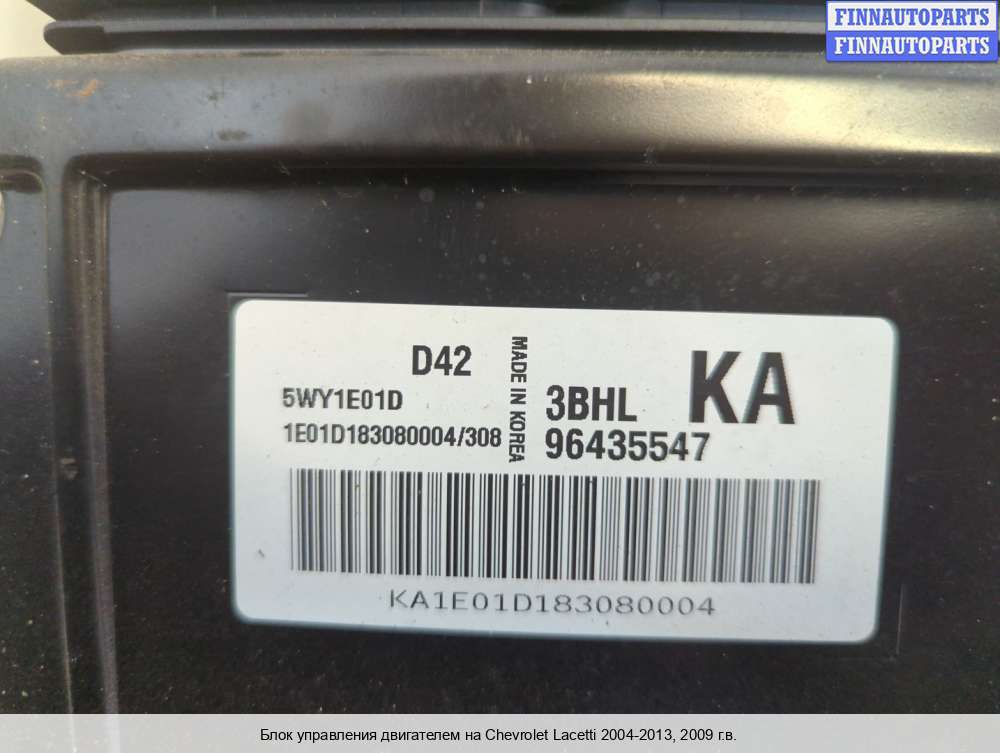 FINNAUTOPARTS
FINNAUTOPARTS
D42
5WY1E01D
1E01D183080004/308
MADE IN KOREA
3BHL
KA
96435547
KA1E01D183080004
Блок управления двигателем на Chevrolet Lacetti 2004-2013, 2009 г.в.